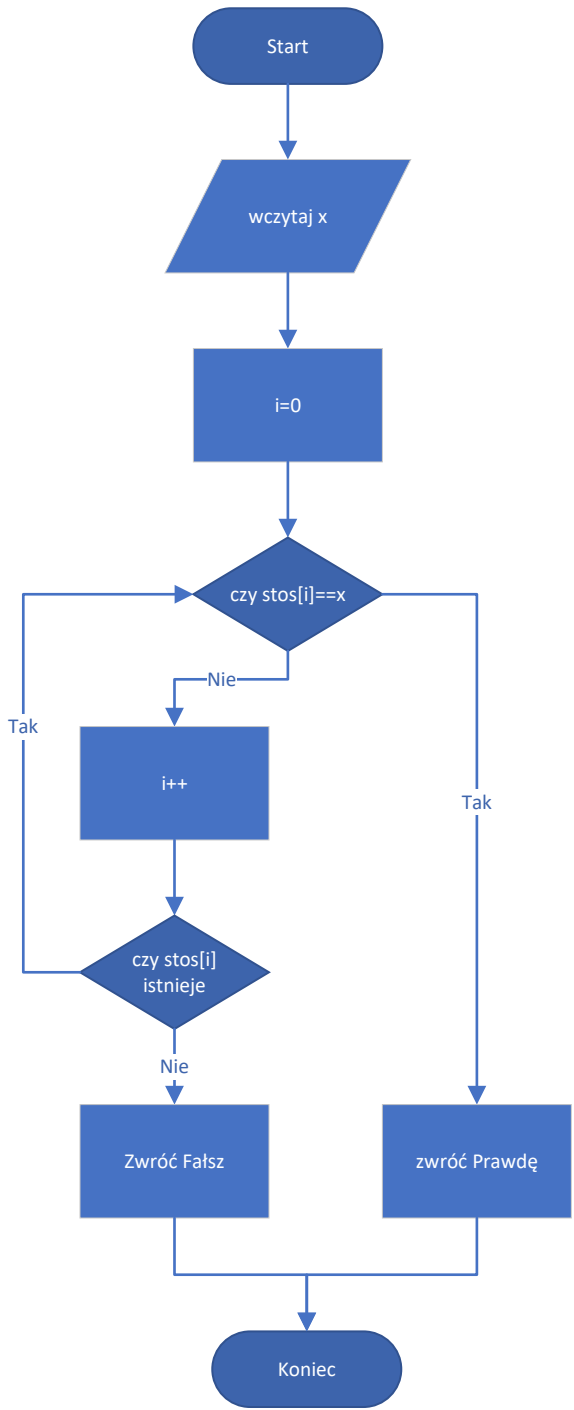 Start
wczytaj x
i=0
czy stos[i]==x
Nie
Tak
i++
Tak
czy stos[i]
istnieje
Nie
Zwróć Fałsz
zwróć Prawdę
Koniec